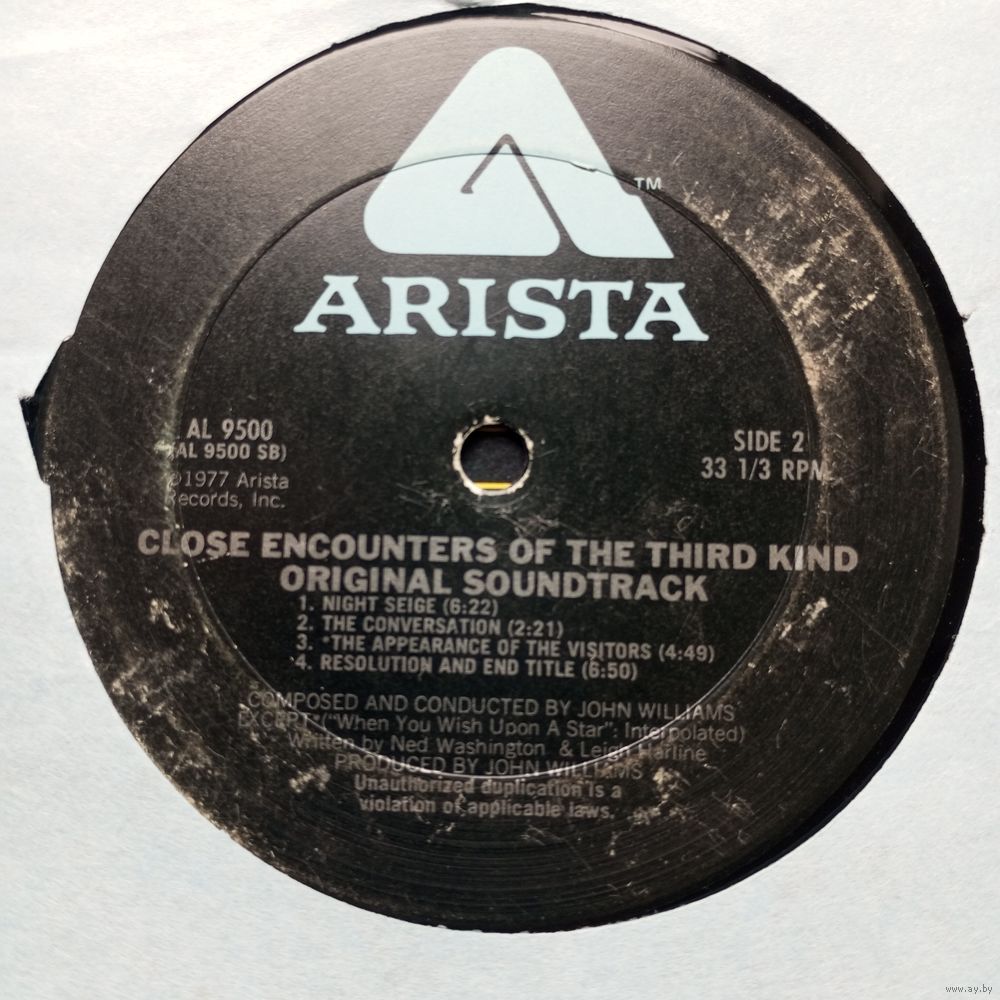 TM
ARISTA
AL 9500
(AL 9500 SB)
℗1977 Arista
Records, Inc.
SIDE 2
33 1/3 RPM
CLOSE ENCOUNTERS OF THE THIRD KIND
ORIGINAL SOUNDTRACK
1. NIGHT SEIGE (6:22)
2. THE CONVERSATION (2:21)
3. *THE APPEARANCE OF THE VISITORS (4:49)
4. RESOLUTION AND END TITLE (6:50)
COMPOSED AND CONDUCTED BY JOHN WILLIAMS
EXCEPT*("When You Wish Upon A Star": Interpolated)
Written by Ned Washington & Leigh Harline
PRODUCED BY JOHN WILLIAMS
Unauthorized duplication is a
violation of applicable laws.
www.ay.by